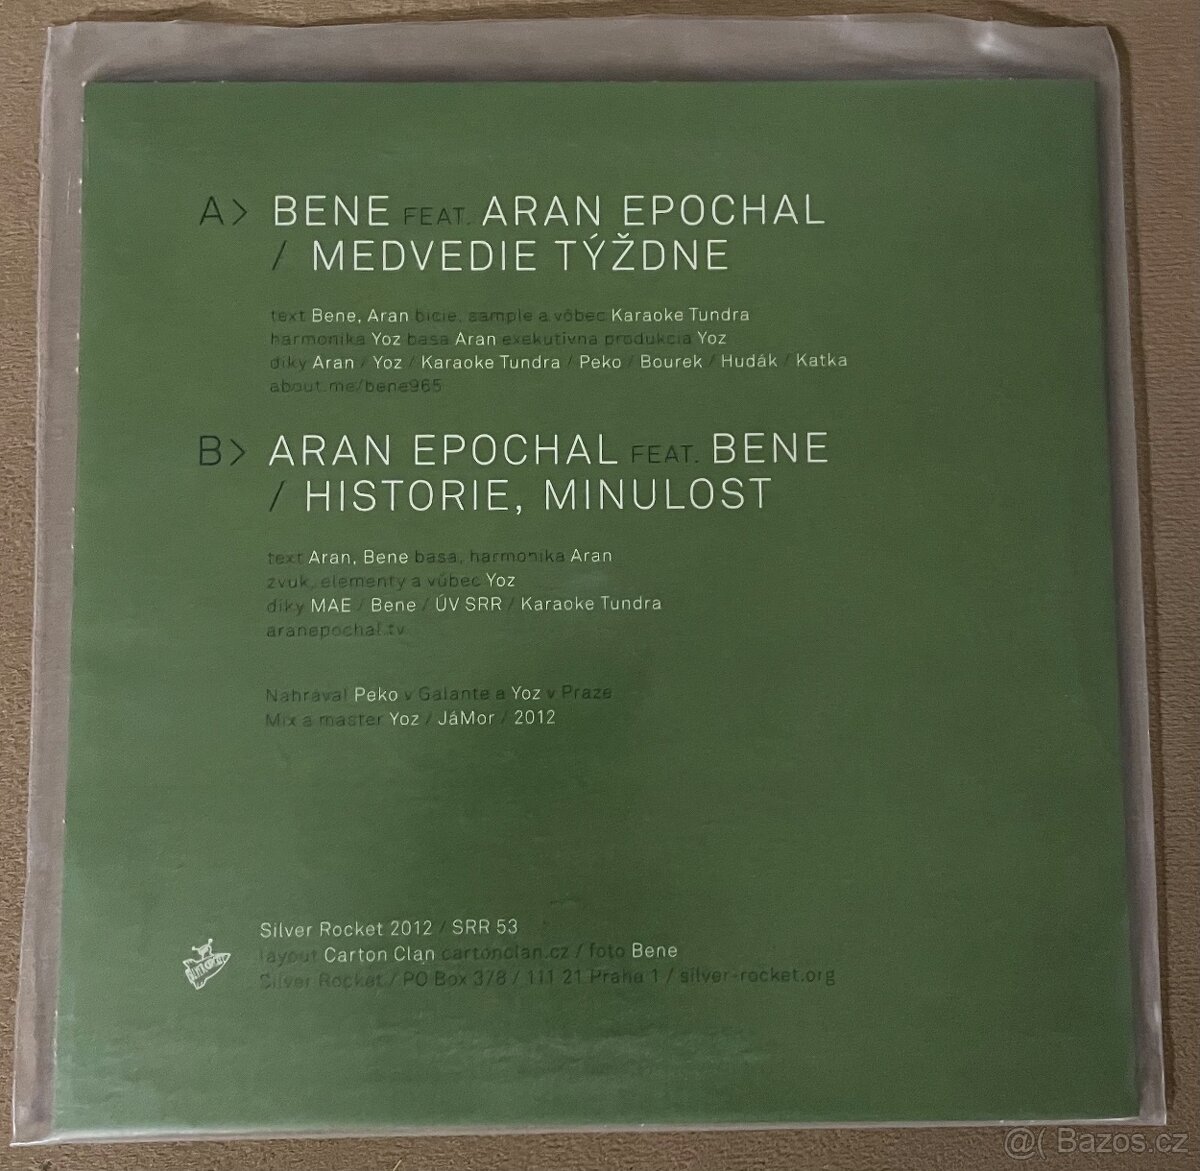 A> BENE FEAT. ARAN EPOCHAL
/ MEDVEDIE TÝŽDNE
text Bene, Aran bicie, sample a vôbec Karaoke Tundra
harmonika Yoz basa Aran exekutívna produkcia Yoz
díky Aran / Yoz / Karaoke Tundra / Peko / Bourek / Hudák / Katka
about.me/bene965
B> ARAN EPOCHAL FEAT. BENE
/ HISTORIE, MINULOST
text Aran, Bene basa, harmonika Aran
zvuk, elementy a vůbec Yoz
díky MAE / Bene / ÚV SRR / Karaoke Tundra
aranepochal.tv
Nahrával Peko v Galante a Yoz v Praze
Mix a master Yoz / JáMor / 2012
Silver Rocket 2012 / SRR 53
layout Carton Clan cartonclan.cz / foto Bene
Silver Rocket / PO Box 378 / 111 21 Praha 1 / silver-rocket.org
@( Bazos.cz